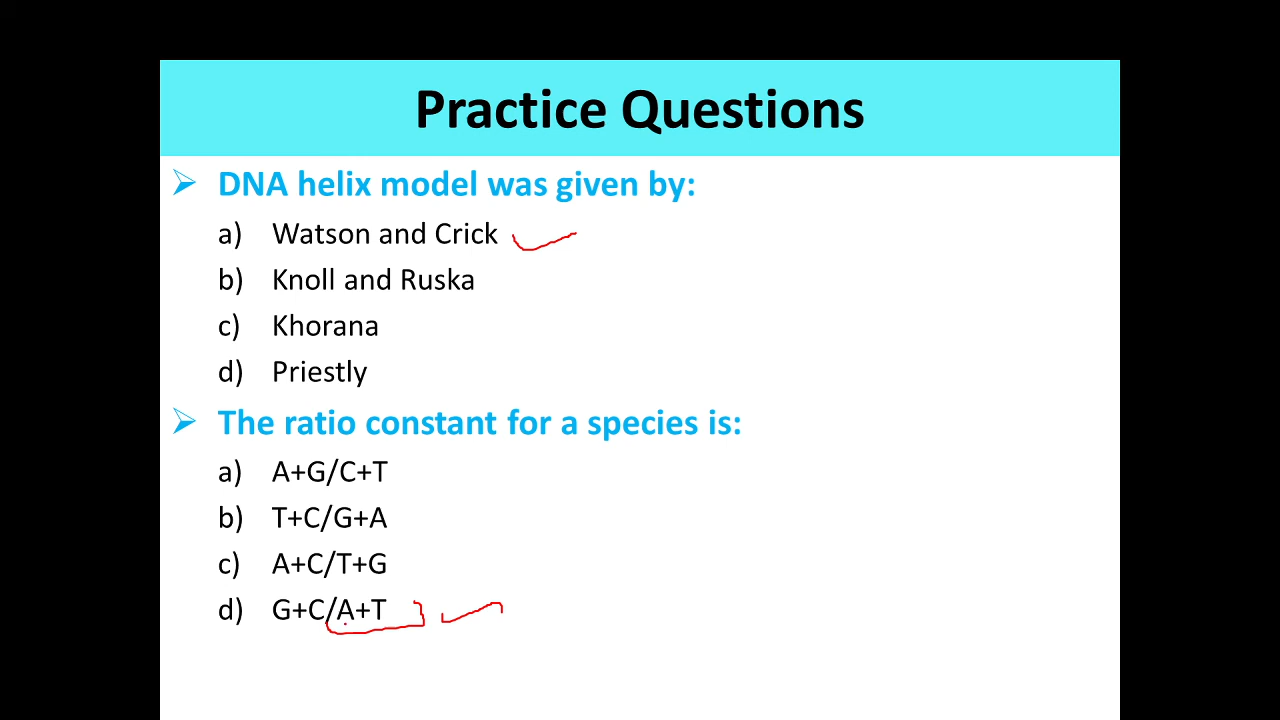 Practice Questions
➢ DNA helix model was given by:
a) Watson and Crick
b) Knoll and Ruska
c) Khorana
d) Priestly
➢ The ratio constant for a species is:
a) A+G/C+T
b) T+C/G+A
c) A+C/T+G
d) G+C/A+T